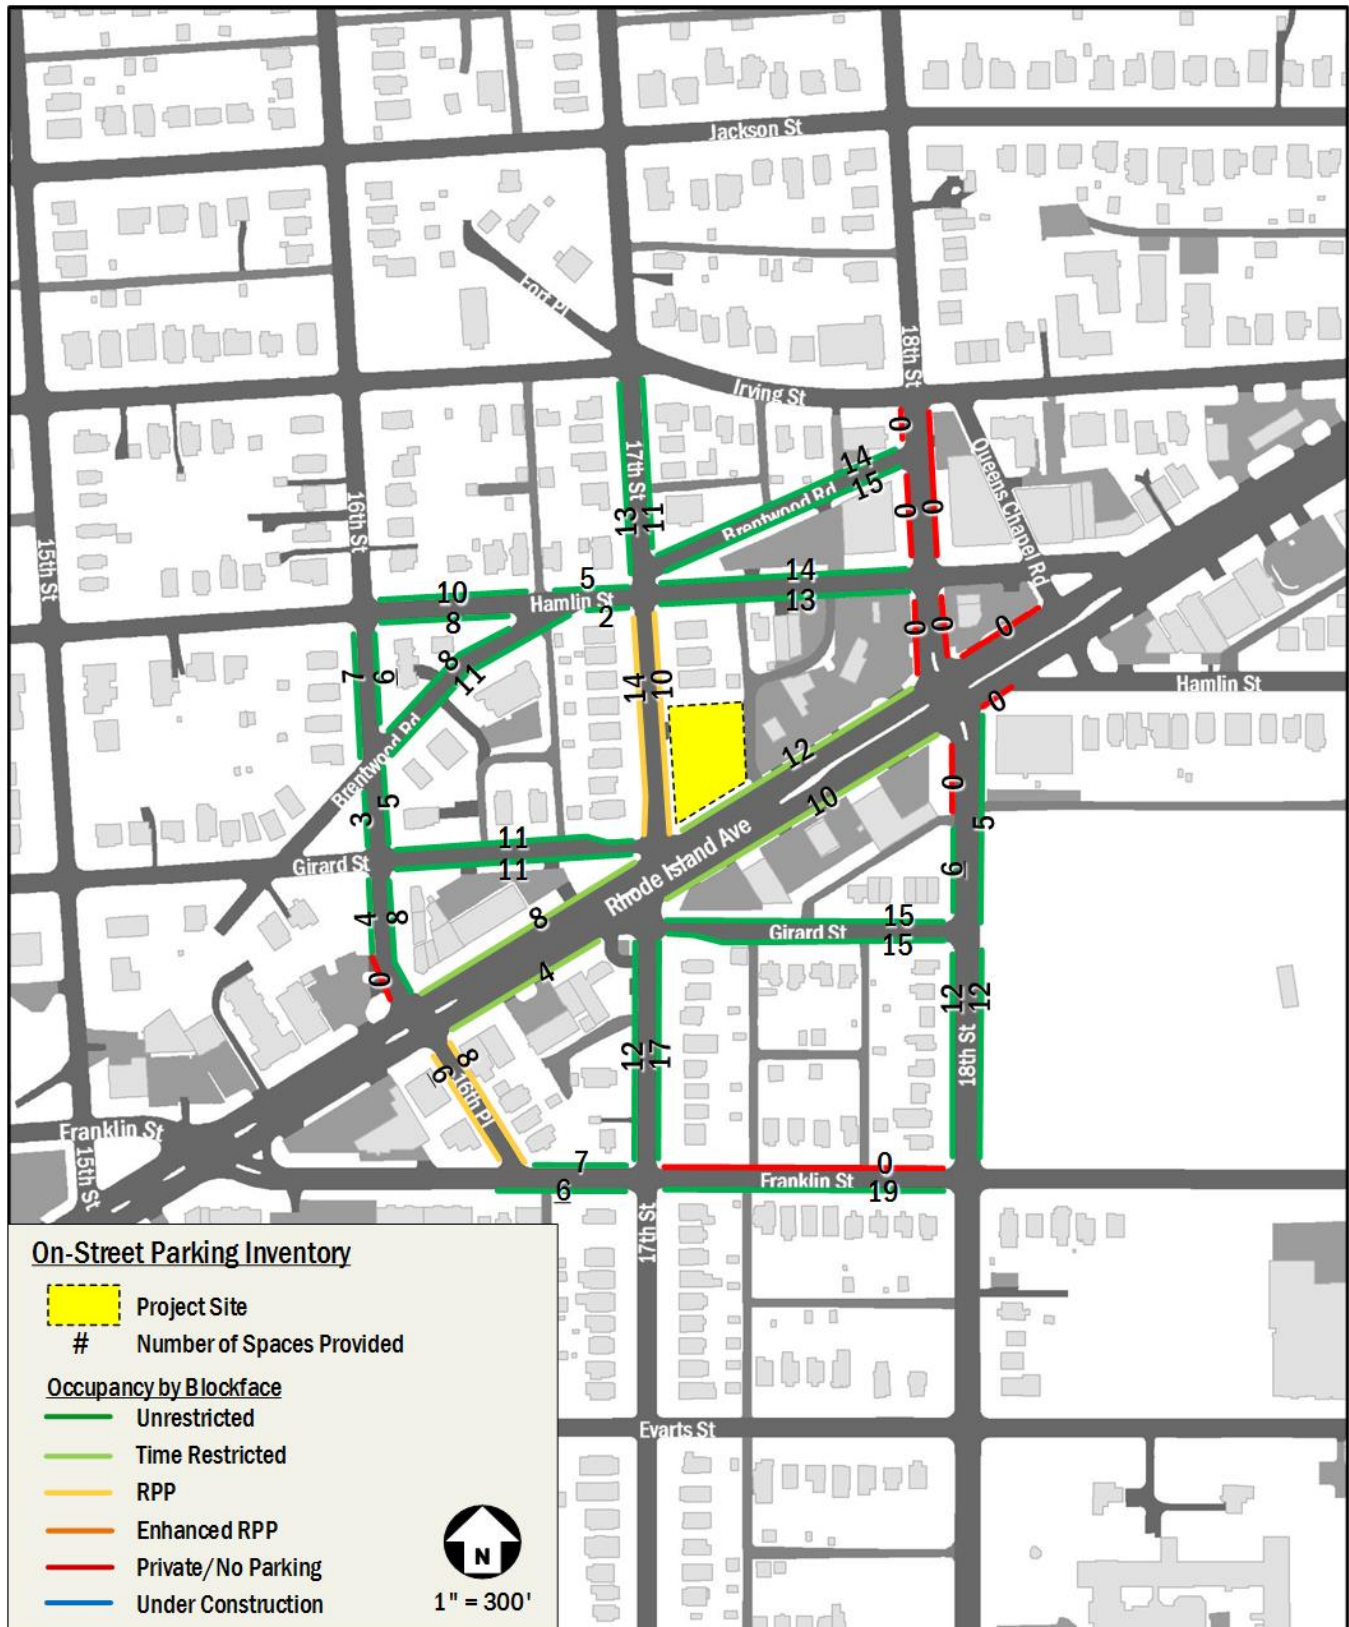 Jackson St
Fort Pl
18th St
Irving St
17th St
0
14
15
Brentwood Rd
0
0
Queens Chapel Rd
16th St
15th St
13
11
5
14
10
Hamlin St
13
8
2
0
0
0
7
6
8
11
14
10
Hamlin St
0
Brentwood Rd
12
10
0
5
3
5
11
Girard St
11
Rhode Island Ave
6
4
8
8
15
Girard St
15
0
4
12
12
12
17
18th St
8
6
16th Pl
Franklin St
15th St
7
0
6
Franklin St
19
17th St
On-Street Parking Inventory
Project Site
# Number of Spaces Provided
Occupancy by Blockface
Unrestricted
Evarts St
Time Restricted
RPP
Enhanced RPP
Private/No Parking
N
Under Construction
1" = 300'